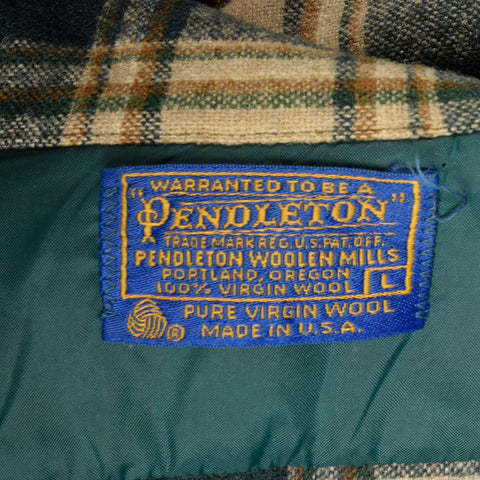 WARRANTED TO BE A
"PENDLETON"
TRADE MARK REG. U.S. PAT. OFF.
PENDLETON WOOLEN MILLS
PORTLAND, OREGON
100% VIRGIN WOOL L
PURE VIRGIN WOOL
® MADE IN U.S.A.